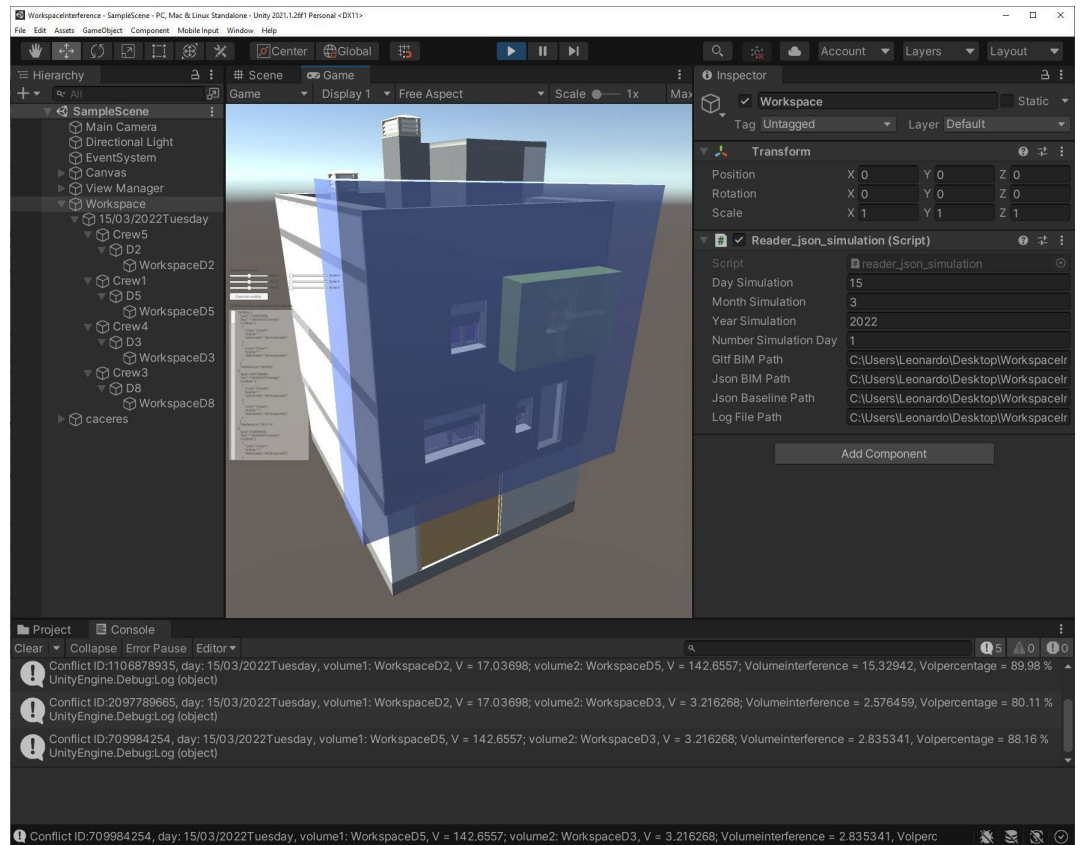 WorkspaceInterference - SampleScene - PC, Mac & Linux Standalone - Unity 2021.1.26f1 Personal <DX11>
File Edit Assets GameObject Component Mobile Input Window Help
Center Global
Account Layers Layout
Hierarchy
All
SampleScene
Main Camera
Directional Light
EventSystem
Canvas
View Manager
Workspace
15/03/2022Tuesday
Crew5
D2
WorkspaceD2
Crew1
D5
WorkspaceD5
Crew4
D3
WorkspaceD3
Crew3
D8
WorkspaceD8
caceres
Scene Game
Game Display 1 Free Aspect Scale 1x Max
Inspector
Workspace Static
Tag Untagged Layer Default
Transform
Position X 0 Y 0 Z 0
Rotation X 0 Y 0 Z 0
Scale X 1 Y 1 Z 1
Reader_json_simulation (Script)
Script reader_json_simulation
Day Simulation 15
Month Simulation 3
Year Simulation 2022
Number Simulation Day 1
Gltf BIM Path C:\Users\Leonardo\Desktop\WorkspaceIr
Json BIM Path C:\Users\Leonardo\Desktop\WorkspaceIr
Json Baseline Path C:\Users\Leonardo\Desktop\WorkspaceIr
Log File Path C:\Users\Leonardo\Desktop\WorkspaceIr
Add Component
Project Console
Clear Collapse Error Pause Editor 5 0 0
Conflict ID:1106878935, day: 15/03/2022Tuesday, volume1: WorkspaceD2, V = 17.03698; volume2: WorkspaceD5, V = 142.6557; Volumeinterference = 15,32942, Volpercentage = 89.98 %
UnityEngine.Debug:Log (object)
Conflict ID:2097789665, day: 15/03/2022Tuesday, volume1: WorkspaceD2, V = 17.03698; volume2: WorkspaceD3, V = 3.216268; Volumeinterference = 2.576459, Volpercentage = 80.11 %
UnityEngine.Debug:Log (object)
Conflict ID:709984254, day: 15/03/2022Tuesday, volume1: WorkspaceD5, V = 142,6557; volume2: WorkspaceD3, V = 3.216268; Volumeinterference = 2.835341, Volpercentage = 88.16 %
UnityEngine.Debug:Log (object)
Conflict ID:709984254, day: 15/03/2022Tuesday, volume1: WorkspaceD5, V = 142.6557; volume2: WorkspaceD3, V = 3.216268; Volumeinterference = 2.835341, Volperc